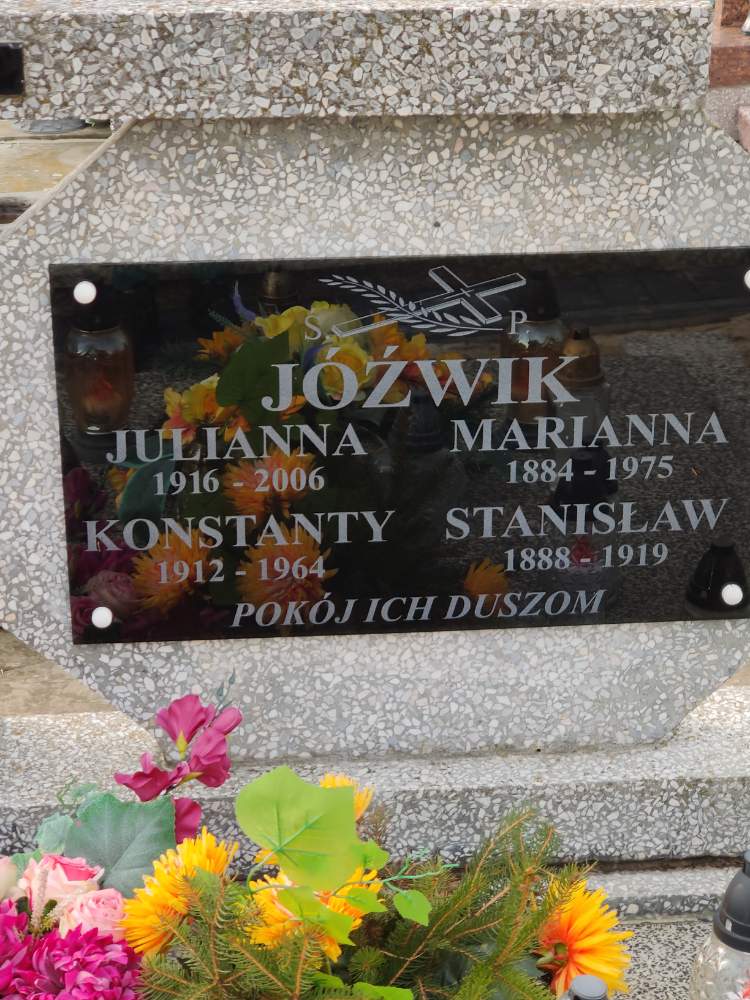 Ś. P.
JÓŹWIK
JULIANNA MARIANNA
1916 - 2006 1884 - 1975
KONSTANTY STANISŁAW
1912 - 1964 1888 - 1919
POKÓJ ICH DUSZOM